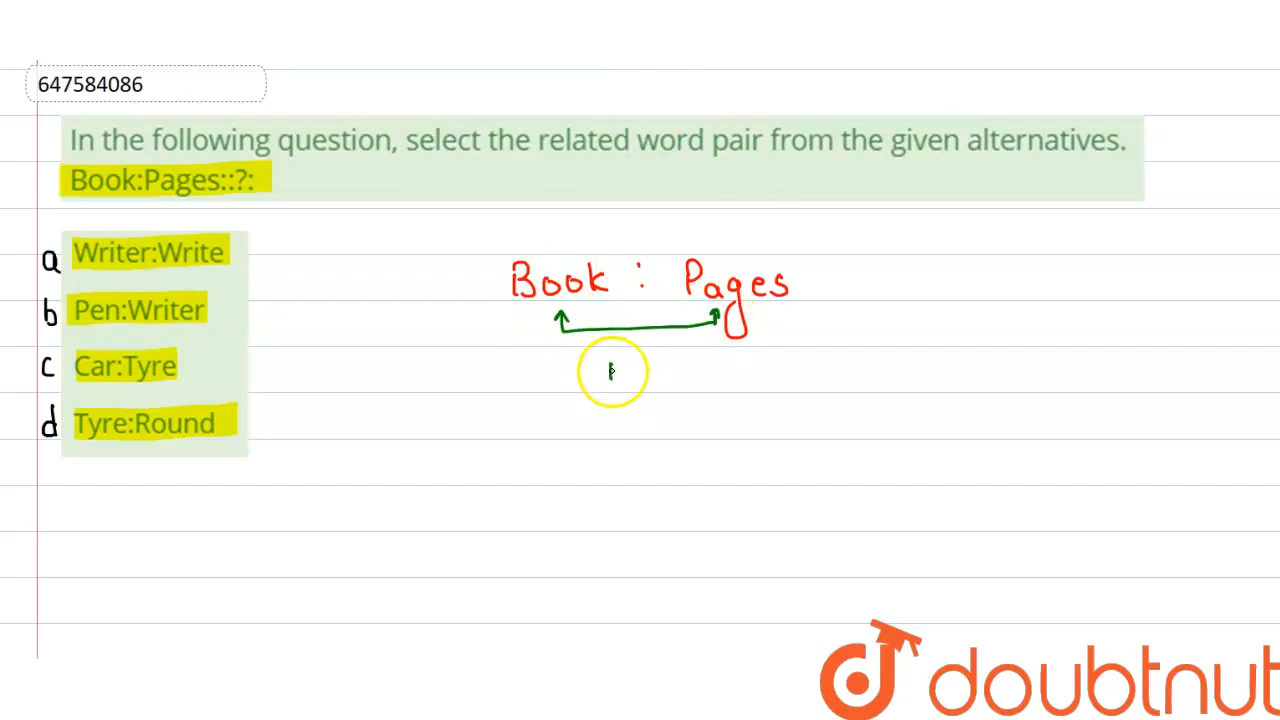 647584086
In the following question, select the related word pair from the given alternatives.
Book:Pages::?:
a Writer:Write
b Pen:Writer
c Car:Tyre
d Tyre:Round
Book : Pages
doubtnut